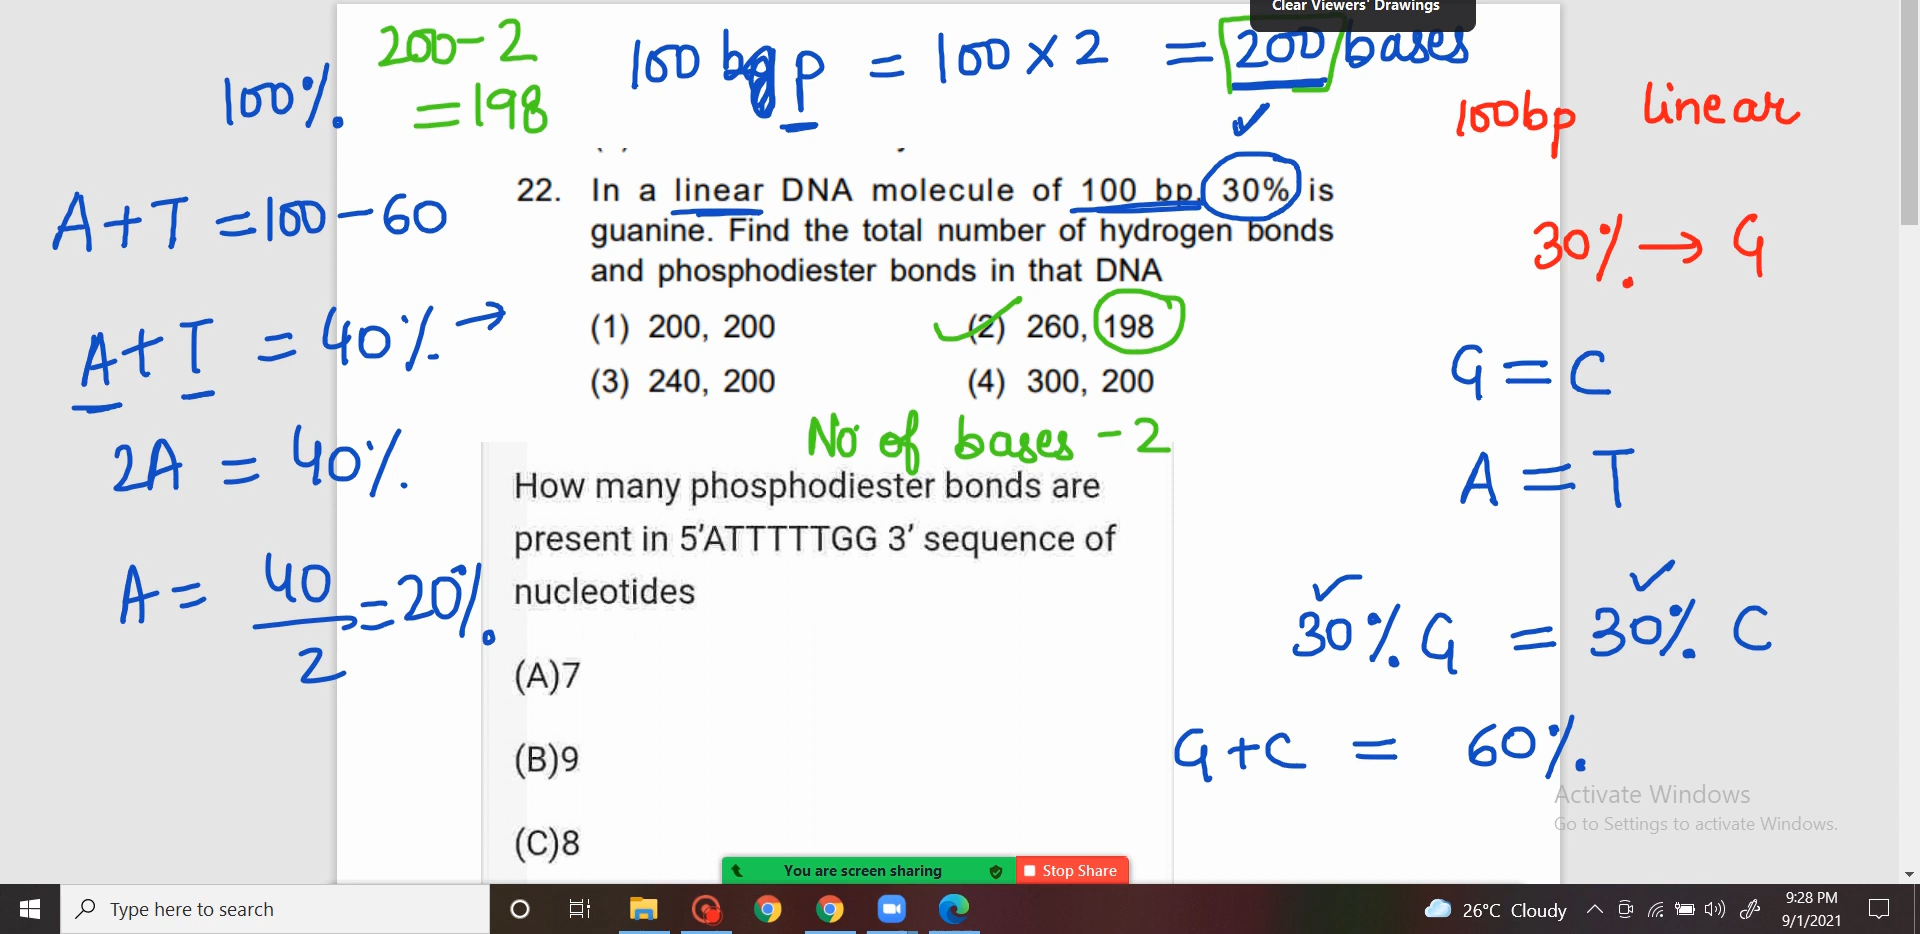 Clear Viewers' Drawings
200-2
=198
100 bp = 100 × 2 = 200 bases
100%.
100bp linear
22. In a linear DNA molecule of 100 bp, 30% is
guanine. Find the total number of hydrogen bonds
and phosphodiester bonds in that DNA
(1) 200, 200
(2) 260, 198
(3) 240, 200
(4) 300, 200
A+T =100-60
A+T = 40% →
2A = 40%.
A = 40/2 = 20%.
30%. → G
G = C
A = T
30%. G = 30% C
G+C = 60%.
No of bases - 2
How many phosphodiester bonds are
present in 5'ATTTTTGG 3' sequence of
nucleotides
(A)7
(B)9
(C)8
Activate Windows
Go to Settings to activate Windows.
You are screen sharing
Stop Share
Type here to search
26°C Cloudy
9:28 PM
9/1/2021